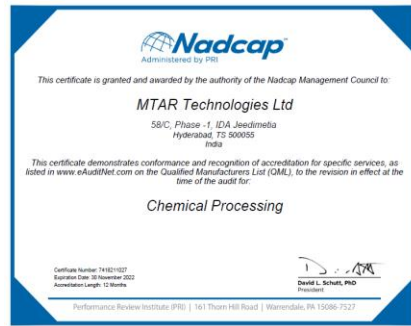 Nadcap
Administered by PRI
This certificate is granted and awarded by the authority of the Nadcap Management Council to:
MTAR Technologies Ltd
58/C, Phase -1, IDA Jeedimetla
Hyderabad, TS 500055
India
This certificate demonstrates conformance and recognition of accreditation for specific services, as
listed in www.eAuditNet.com on the Qualified Manufacturers List (QML), to the revision in effect at the
time of the audit for:
Chemical Processing
Certificate Number: 7416211027
Expiration Date: 30 November 2022
Accreditation Length: 12 Months
David L. Schutt, PhD
President
Performance Review Institute (PRI) | 161 Thorn Hill Road | Warrendale, PA 15086-7527